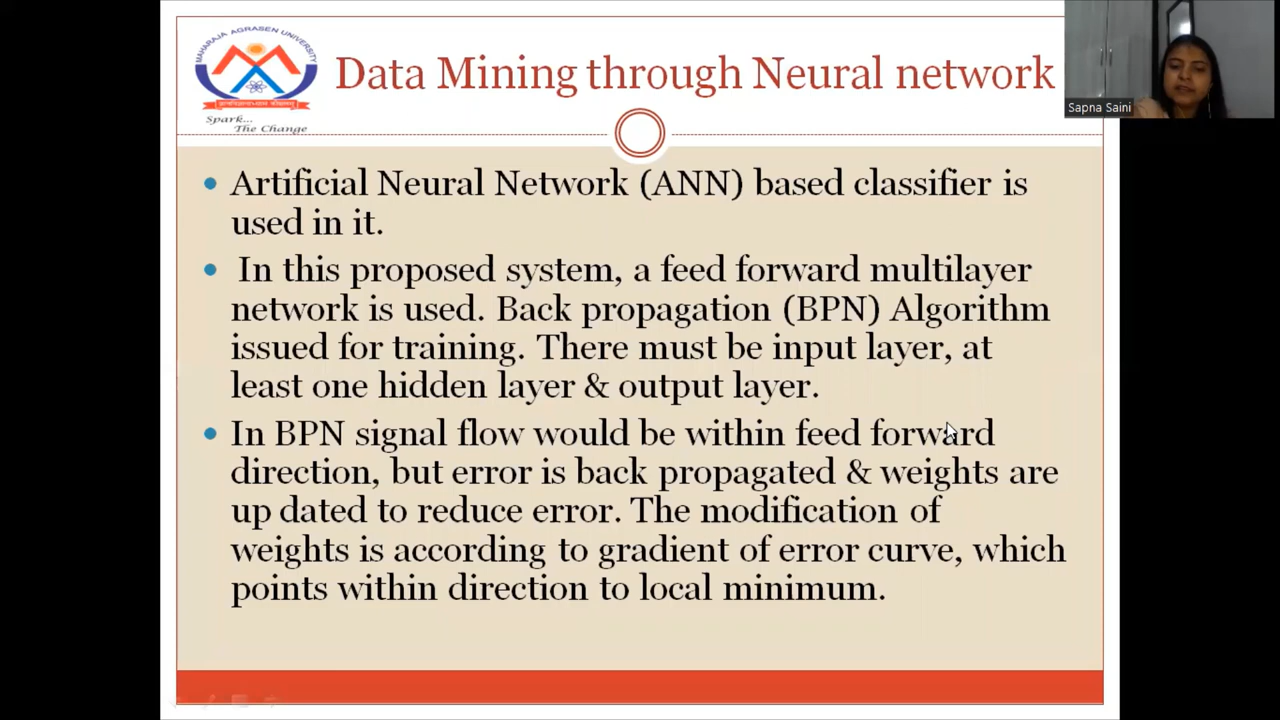 MAHARAJA AGRASEN UNIVERSITY
Spark...
The Change
Data Mining through Neural network
Sapna Saini
• Artificial Neural Network (ANN) based classifier is
used in it.
• In this proposed system, a feed forward multilayer
network is used. Back propagation (BPN) Algorithm
issued for training. There must be input layer, at
least one hidden layer & output layer.
• In BPN signal flow would be within feed forward
direction, but error is back propagated & weights are
up dated to reduce error. The modification of
weights is according to gradient of error curve, which
points within direction to local minimum.